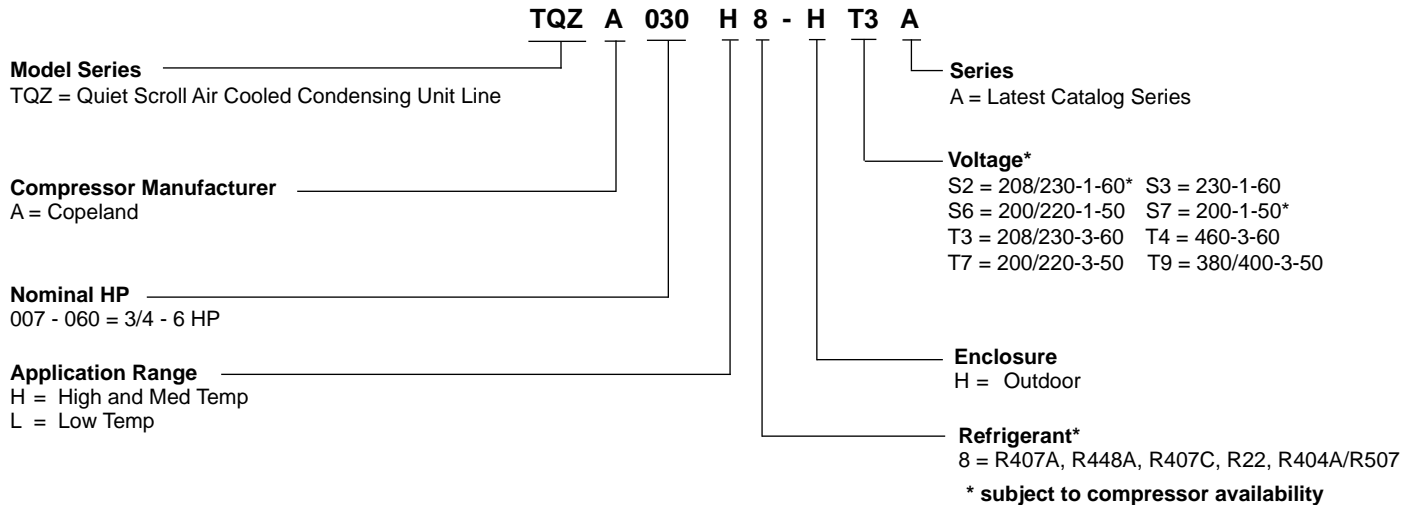 TQZ A 030 H 8 - H T3 A
Model Series
TQZ = Quiet Scroll Air Cooled Condensing Unit Line
Compressor Manufacturer
A = Copeland
Nominal HP
007 - 060 = 3/4 - 6 HP
Application Range
H = High and Med Temp
L = Low Temp
Series
A = Latest Catalog Series
Voltage*
S2 = 208/230-1-60* S3 = 230-1-60
S6 = 200/220-1-50 S7 = 200-1-50*
T3 = 208/230-3-60 T4 = 460-3-60
T7 = 200/220-3-50 T9 = 380/400-3-50
Enclosure
H = Outdoor
Refrigerant*
8 = R407A, R448A, R407C, R22, R404A/R507
* subject to compressor availability